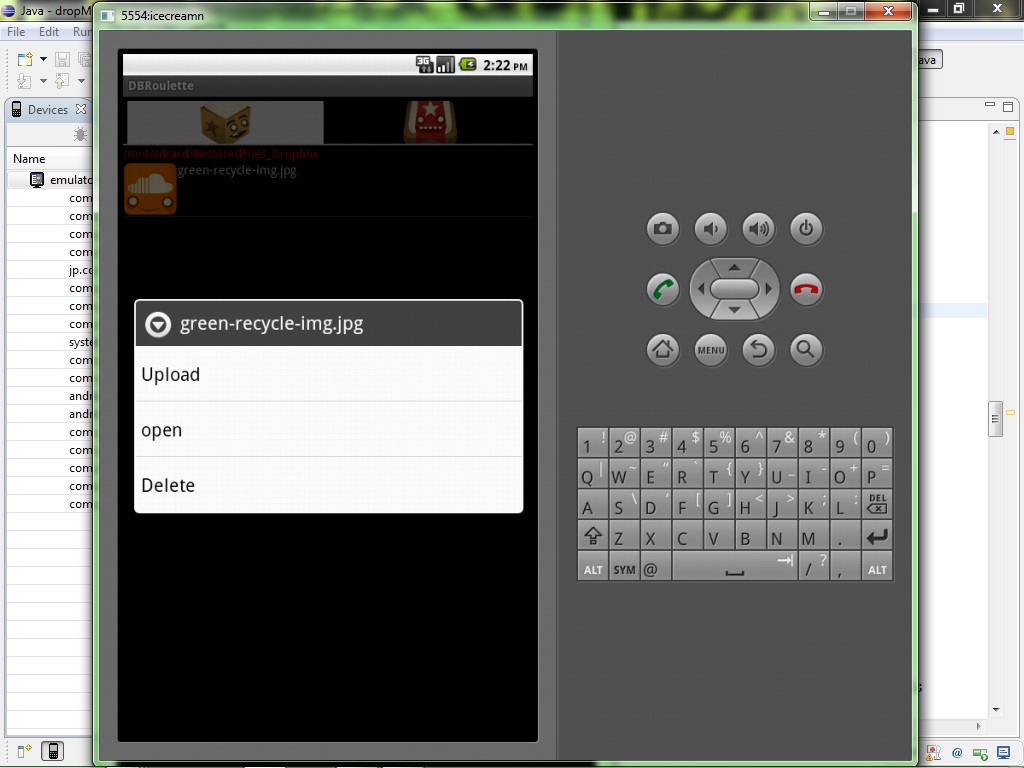 Java - dropM
5554:icecreamn
File Edit Run
ava
Devices
Name
emulato
com
com
com
com
jp.co
com
com
com
syste
com
com
andr
andr
com
com
com
com
com
3G
2:22 PM
DBRoulette
/mnt/sdcard/RestoredFiles_Dropbox
green-recycle-img.jpg
green-recycle-img.jpg
Upload
open
Delete
MENU
1 ! 2 @ 3 # 4 $ 5 % 6 ^ 7 & 8 * 9 ( 0 )
Q | W ~ E “ R ` T { Y } U _ I - O + P =
A S \ D ‘ F [ G ] H < J > K ; L : DEL
Z X C V B N M .
ALT SYM @ / ? , ALT